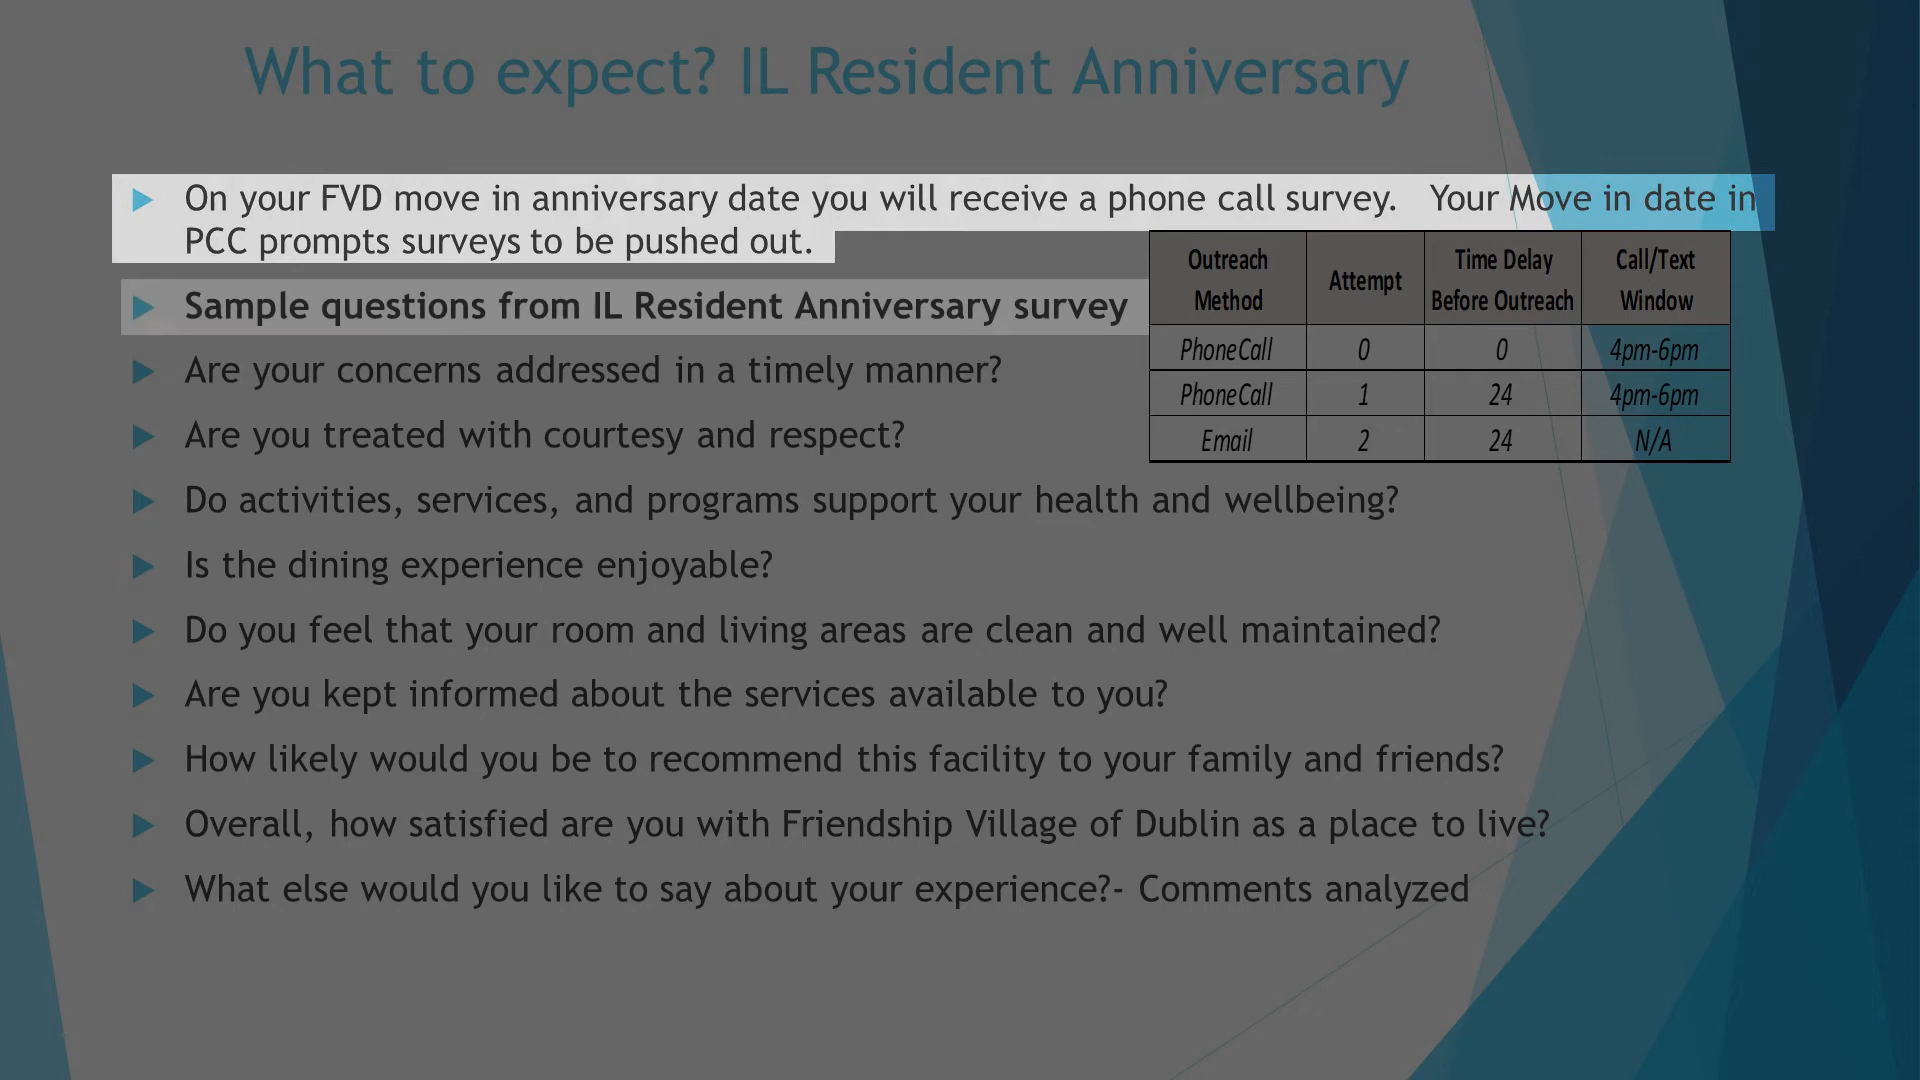 What to expect? IL Resident Anniversary
On your FVD move in anniversary date you will receive a phone call survey. Your Move in date in
PCC prompts surveys to be pushed out.
Sample questions from IL Resident Anniversary survey
Are your concerns addressed in a timely manner?
Are you treated with courtesy and respect?
Do activities, services, and programs support your health and wellbeing?
Is the dining experience enjoyable?
Do you feel that your room and living areas are clean and well maintained?
Are you kept informed about the services available to you?
How likely would you be to recommend this facility to your family and friends?
Overall, how satisfied are you with Friendship Village of Dublin as a place to live?
What else would you like to say about your experience?- Comments analyzed
Outreach Method Attempt Time Delay Before Outreach Call/Text Window
PhoneCall 0 0 4pm-6pm
PhoneCall 1 24 4pm-6pm
Email 2 24 N/A